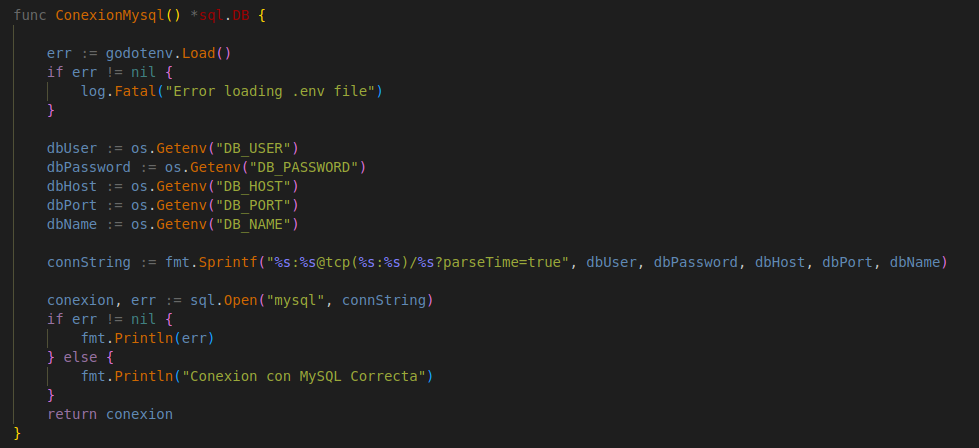 func ConexionMysql() *sql.DB {
err := godotenv.Load()
if err != nil {
log.Fatal("Error loading .env file")
}
dbUser := os.Getenv("DB_USER")
dbPassword := os.Getenv("DB_PASSWORD")
dbHost := os.Getenv("DB_HOST")
dbPort := os.Getenv("DB_PORT")
dbName := os.Getenv("DB_NAME")
connString := fmt.Sprintf("%s:%s@tcp(%s:%s)/%s?parseTime=true", dbUser, dbPassword, dbHost, dbPort, dbName)
conexion, err := sql.Open("mysql", connString)
if err != nil {
fmt.Println(err)
} else {
fmt.Println("Conexion con MySQL Correcta")
}
return conexion
}